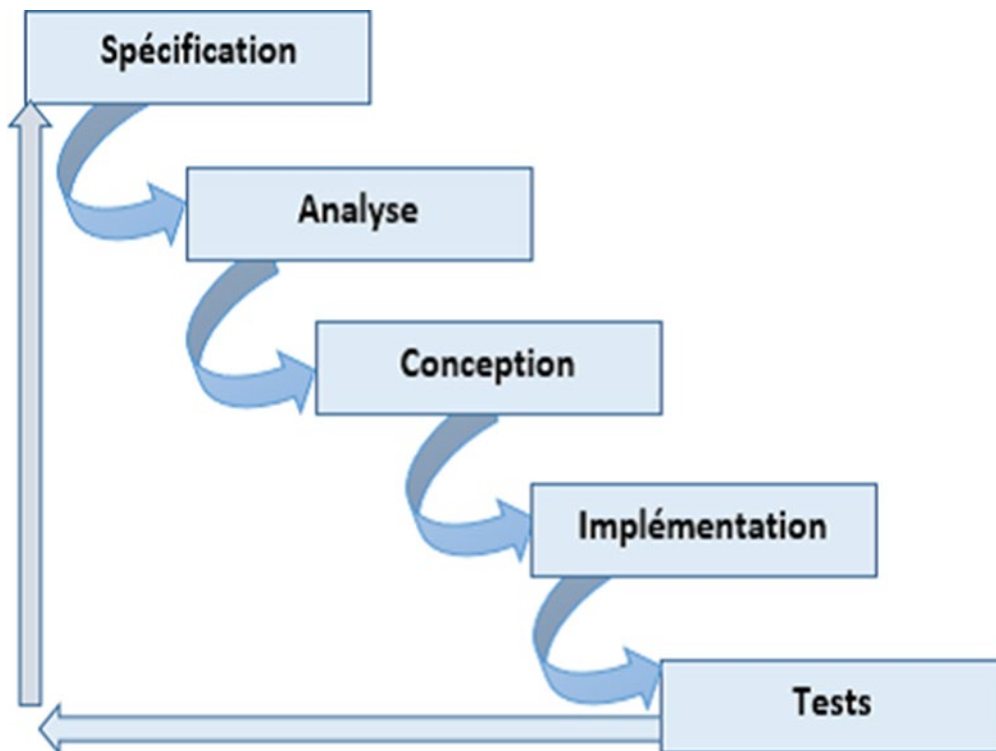 Spécification
Analyse
Conception
Implémentation
Tests